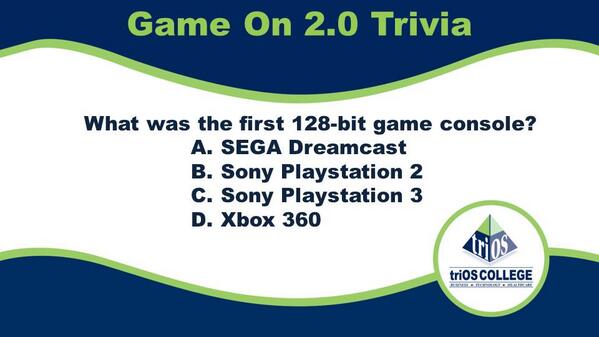 Game On 2.0 Trivia
What was the first 128-bit game console?
A. SEGA Dreamcast
B. Sony Playstation 2
C. Sony Playstation 3
D. Xbox 360
triOS
triOS COLLEGE
BUSINESS • TECHNOLOGY • HEALTHCARE